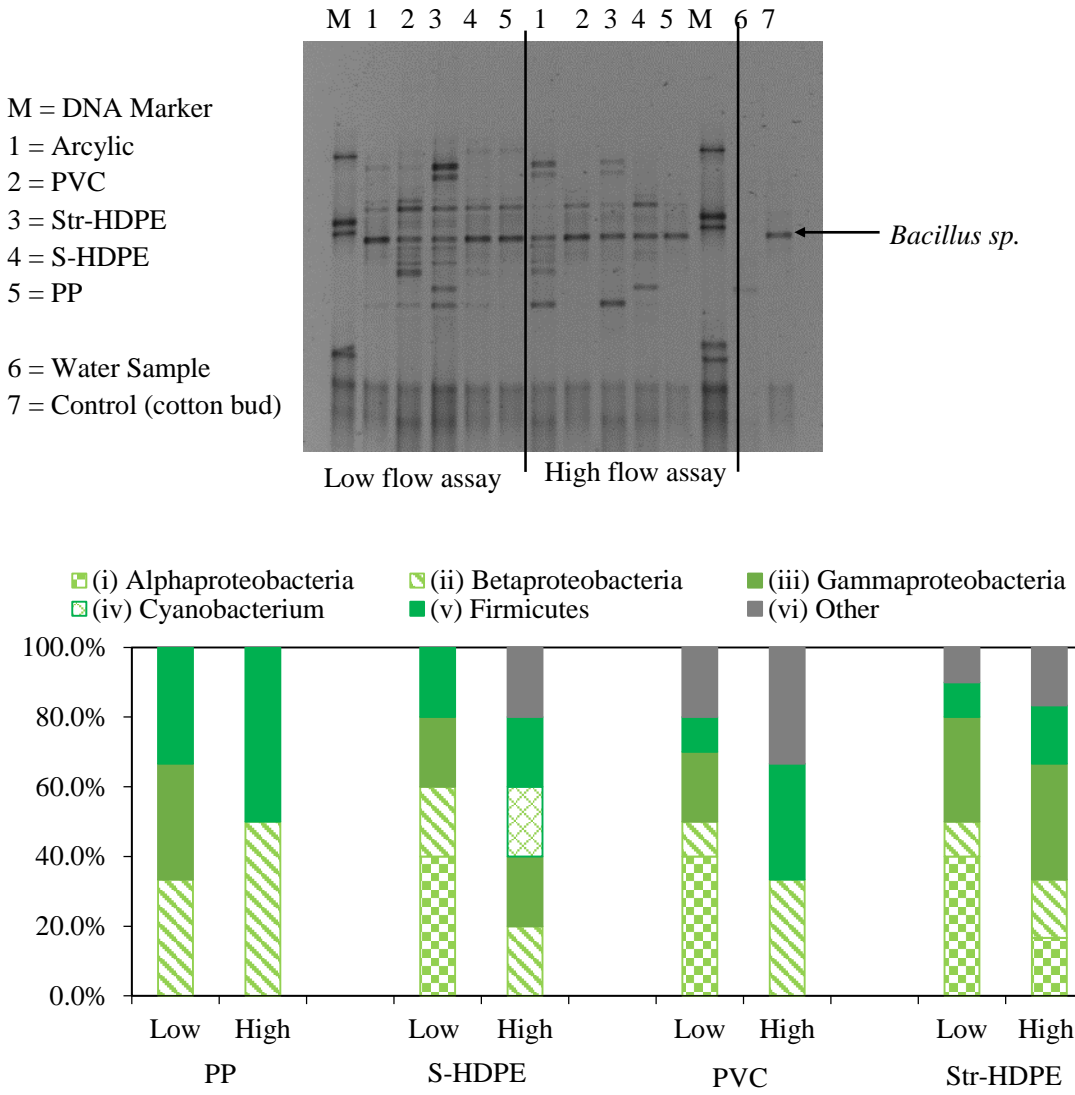 M 1 2 3 4 5 1 2 3 4 5 M 6 7
M = DNA Marker
1 = Arcylic
2 = PVC
3 = Str-HDPE
4 = S-HDPE
5 = PP
6 = Water Sample
7 = Control (cotton bud)
Bacillus sp.
Low flow assay High flow assay
(i) Alphaproteobacteria (ii) Betaproteobacteria (iii) Gammaproteobacteria
(iv) Cyanobacterium (v) Firmicutes (vi) Other
100.0%
80.0%
60.0%
40.0%
20.0%
0.0%
Low High Low High Low High Low High
PP S-HDPE PVC Str-HDPE